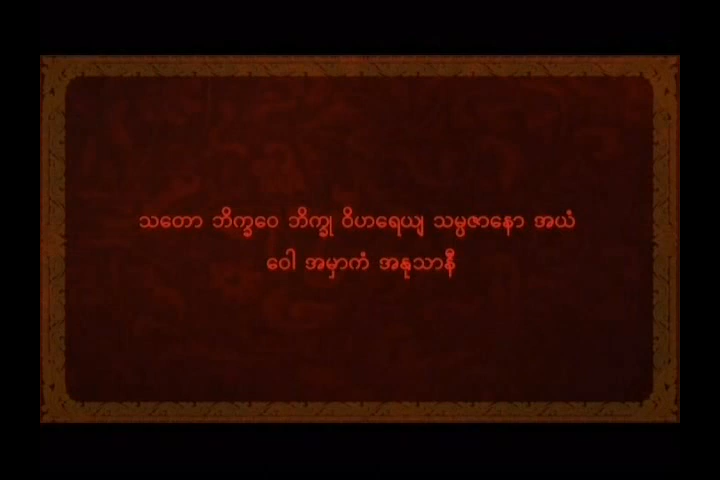 သတော ဘိက္ခဝေ ဘိက္ခု ဝိဟရေယျ သမ္ပဇာနော အယံ
ဝေါ အမှာကံ အနုသာနီ